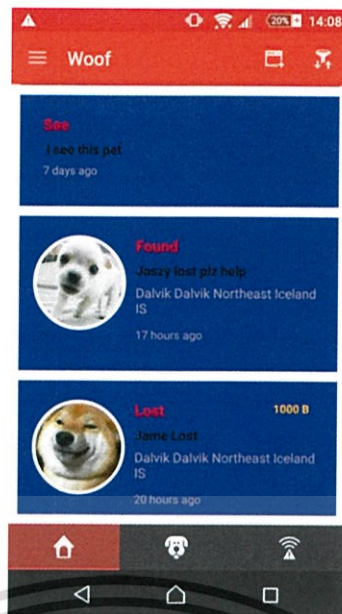 20% 14:08
Woof
See
I see this pet
7 days ago
Found
Jaszy lost plz help
Dalvik Dalvik Northeast Iceland
IS
17 hours ago
Lost
1000 B
Jame Lost
Dalvik Dalvik Northeast Iceland
IS
20 hours ago